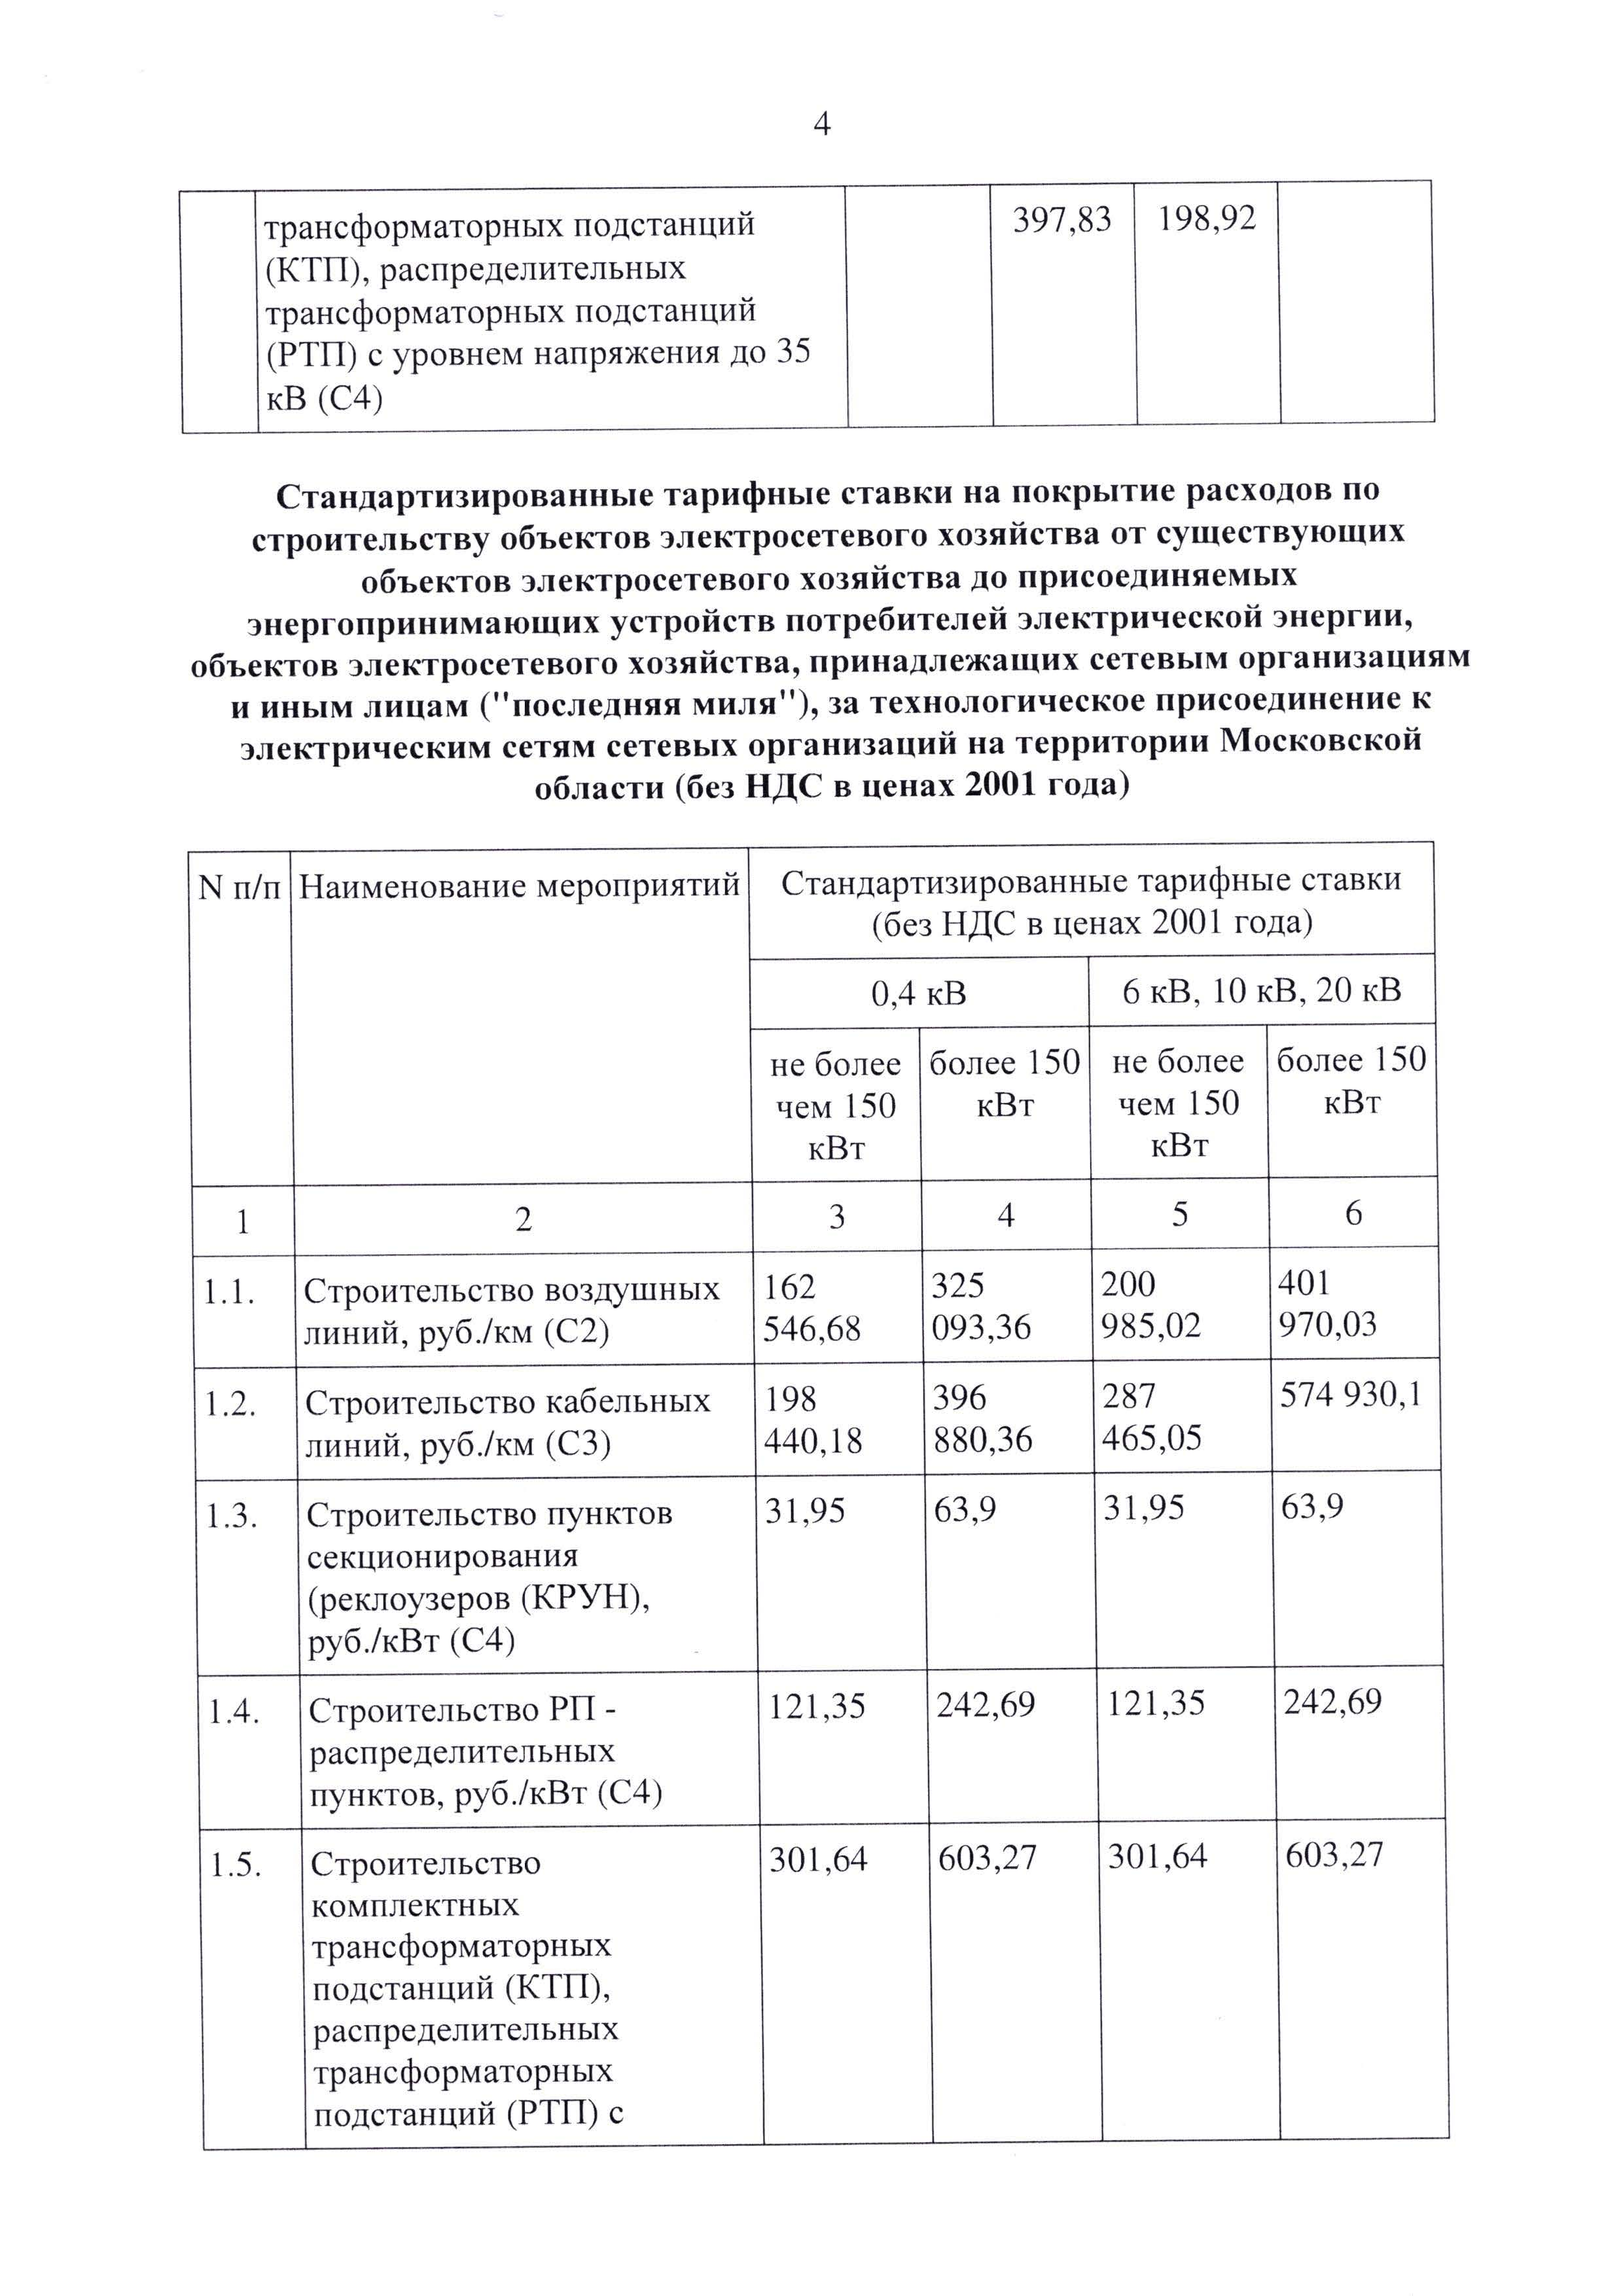 4
трансформаторных подстанций
(КТП), распределительных
трансформаторных подстанций
(РТП) с уровнем напряжения до 35
кВ (С4)
397,83
198,92
Стандартизированные тарифные ставки на покрытие расходов по
строительству объектов электросетевого хозяйства от существующих
объектов электросетевого хозяйства до присоединяемых
энергопринимающих устройств потребителей электрической энергии,
объектов электросетевого хозяйства, принадлежащих сетевым организациям
и иным лицам ("последняя миля"), за технологическое присоединение к
электрическим сетям сетевых организаций на территории Московской
области (без НДС в ценах 2001 года)
N п/п
Наименование мероприятий
Стандартизированные тарифные ставки
(без НДС в ценах 2001 года)
0,4 кВ
6 кВ, 10 кВ, 20 кВ
не более
чем 150
кВт
более 150
кВт
не более
чем 150
кВт
более 150
кВт
1
2
3
4
5
6
1.1.
Строительство воздушных
линий, руб./км (С2)
162
546,68
325
093,36
200
985,02
401
970,03
1.2.
Строительство кабельных
линий, руб./км (С3)
198
440,18
396
880,36
287
465,05
574 930,1
1.3.
Строительство пунктов
секционирования
(реклоузеров (КРУН),
руб./кВт (С4)
31,95
63,9
31,95
63,9
1.4.
Строительство РП -
распределительных
пунктов, руб./кВт (С4)
121,35
242,69
121,35
242,69
1.5.
Строительство
комплектных
трансформаторных
подстанций (КТП),
распределительных
трансформаторных
подстанций (РТП) с
301,64
603,27
301,64
603,27